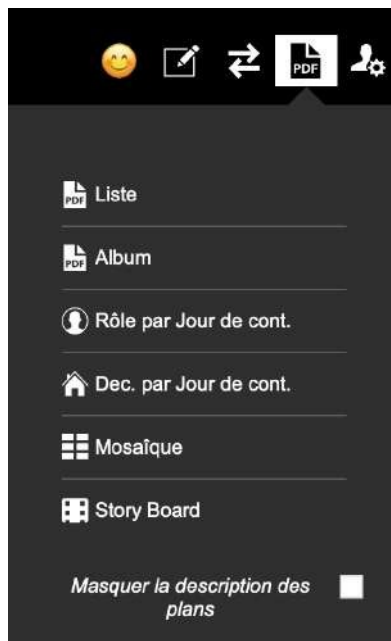 PDF
PDF Liste
PDF Album
Rôle par Jour de cont.
Dec. par Jour de cont.
Mosaîque
Story Board
Masquer la description des
plans